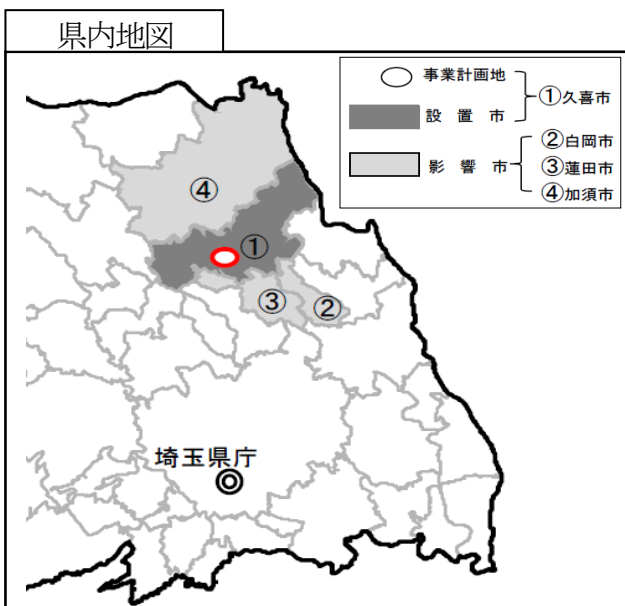 県内地図
事業計画地
①久喜市
設 置 市
②白岡市
影 響 市
③蓮田市
④加須市
④
①
③
②
埼玉県庁